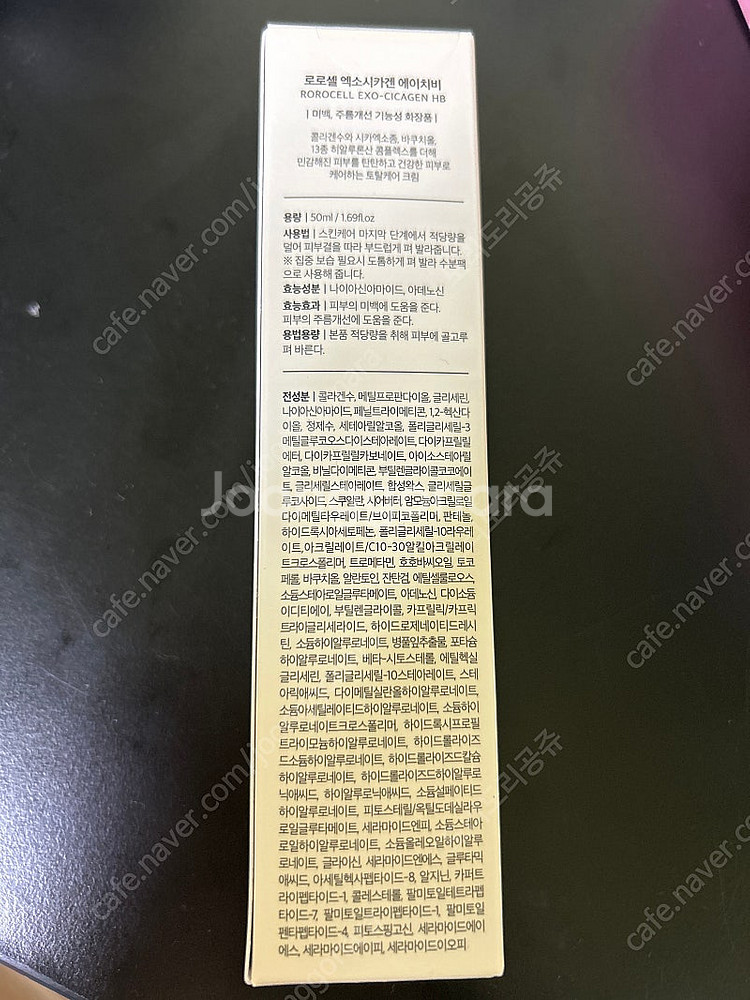 로로셀 엑소시카겐 에이치비
ROROCELL EXO-CICAGEN HB
| 미백, 주름개선 기능성 화장품 |
콜라겐수와 시카엑소좀, 바쿠치올,
13종 히알루론산 콤플렉스를 더해
민감해진 피부를 탄탄하고 건강한 피부로
케어하는 토탈케어 크림
용량 | 50ml / 1.69fl.oz
사용법 | 스킨케어 마지막 단계에서 적당량을
덜어 피부결을 따라 부드럽게 펴 발라줍니다.
※ 집중 보습 필요시 도톰하게 펴 발라 수분팩
으로 사용해 줍니다.
효능성분 | 나이아신아마이드, 아데노신
효능효과 | 피부의 미백에 도움을 준다.
피부의 주름개선에 도움을 준다.
용법용량 | 본품 적당량을 취해 피부에 골고루
펴 바른다.
전성분 | 콜라겐수, 메틸프로판다이올, 글리세린,
나이아신아마이드, 페닐트라이메티콘, 1,2-헥산다
이올, 정제수, 세테아릴알코올, 폴리글리세릴-3
메틸글루코오스다이스테아레이트, 다이카프릴릴
에터, 다이카프릴릴카보네이트, 아이소스테아릴
알코올, 비닐다이메티콘, 부틸렌글라이콜코코에이
트, 글리세릴스테아레이트, 합성왁스, 글리세릴글
루코사이드, 스쿠알란, 시어버터, 암모늄아크릴로일
다이메틸타우레이트/브이피코폴리머, 판테놀,
하이드록시아세토페논, 폴리글리세릴-10라우레이
트, 아크릴레이트/C10-30알킬아크릴레이
트크로스폴리머, 트로메타민, 호호바씨오일, 토코
페롤, 바쿠치올, 알란토인, 잔탄검, 에틸셀룰로오스,
소듐스테아로일글루타메이트, 아데노신, 다이소듐
이디티에이, 부틸렌글라이콜, 카프릴릭/카프릭
트라이글리세라이드, 하이드로제네이티드레시
틴, 소듐하이알루로네이트, 병풀잎추출물, 포타슘
하이알루로네이트, 베타-시토스테롤, 에틸헥실
글리세린, 폴리글리세릴-10스테아레이트, 스테
아릭애씨드, 다이메틸실란올하이알루로네이트,
소듐아세틸레이티드하이알루로네이트, 소듐하이
알루로네이트크로스폴리머, 하이드록시프로필
트라이모늄하이알루로네이트, 하이드롤라이즈
드소듐하이알루로네이트, 하이드롤라이즈드칼슘
하이알루로네이트, 하이드롤라이즈드하이알루로
닉애씨드, 하이알루로닉애씨드, 소듐설페이티드
하이알루로네이트, 피토스테릴/옥틸도데실라우
로일글루타메이트, 세라마이드엔피, 소듐스테아
로일하이알루로네이트, 소듐올레오일하이알루
로네이트, 글라이신, 세라마이드엔에스, 글루타믹
애씨드, 아세틸헥사펩타이드-8, 알지닌, 카퍼트
라이펩타이드-1, 콜레스테롤, 팔미토일테트라펩
타이드-7, 팔미토일트라이펩타이드-1, 팔미토일
펜타펩타이드-4, 피토스핑고신, 세라마이드에이
에스, 세라마이드에이피, 세라마이드이오피
cafe.naver.com
cafe.naver.com
cafe.naver.com
cafe.naver.com
cafe.naver.com
cafe.naver.com